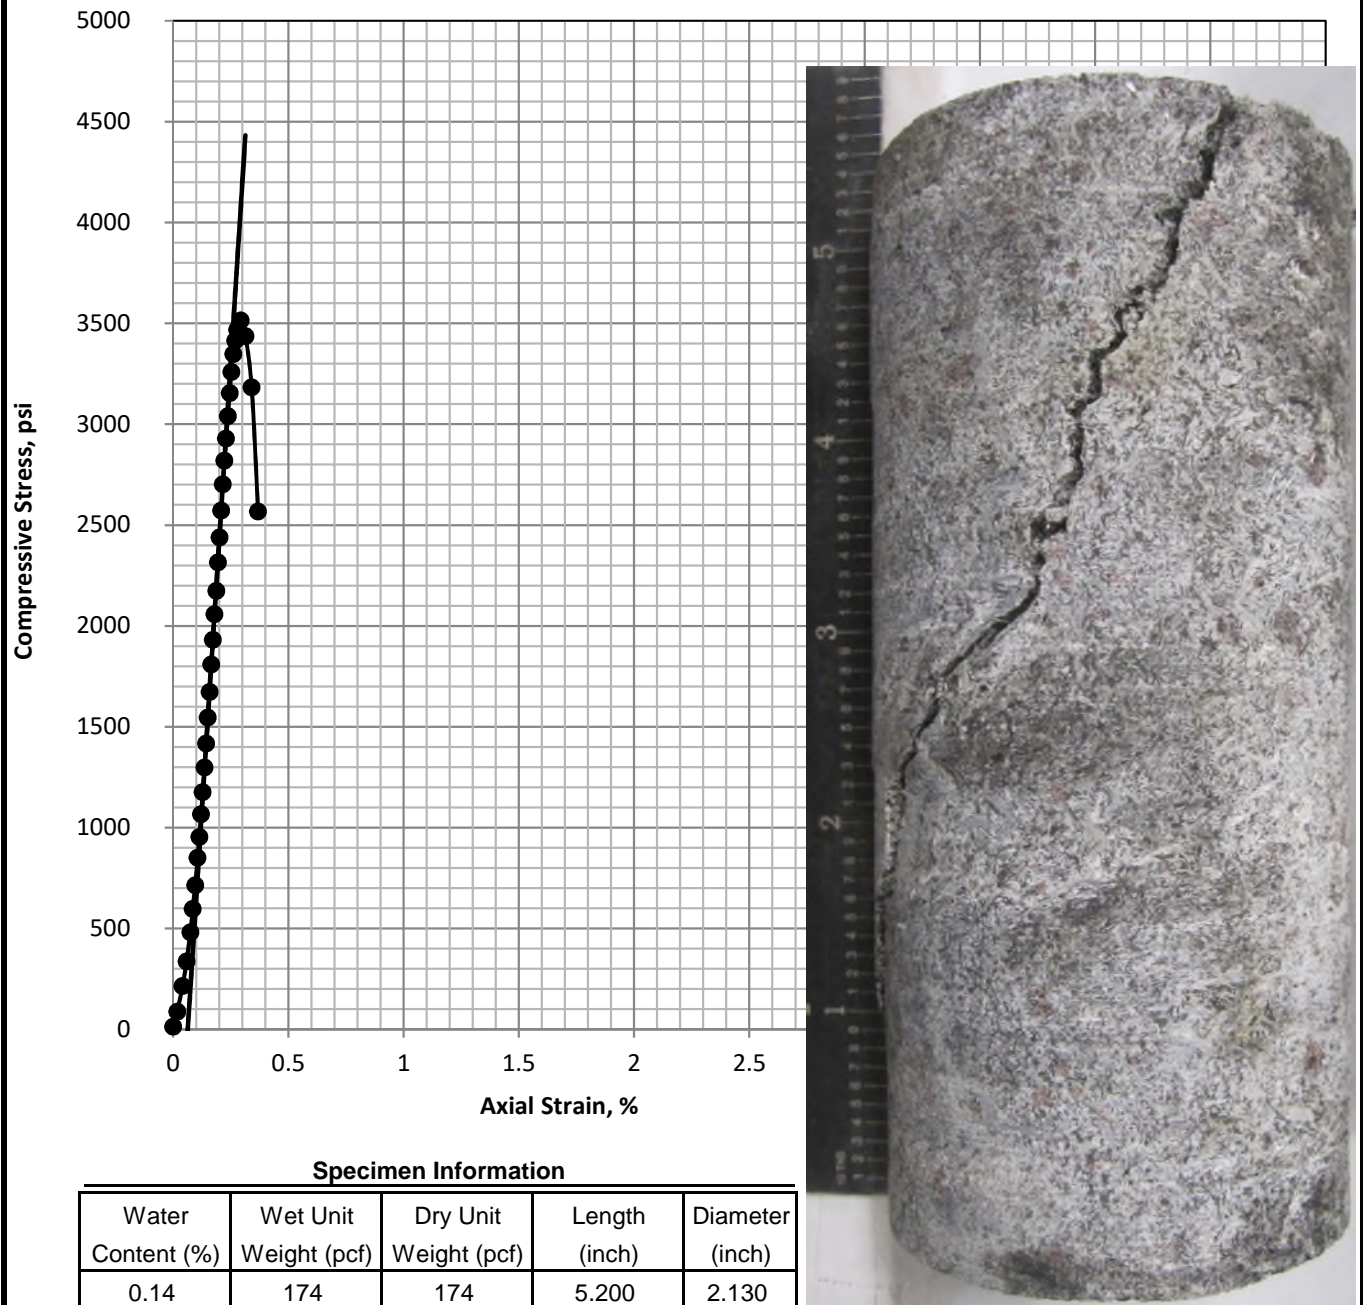 5000
4500
4000
3500
3000
2500
2000
1500
1000
500
0
Compressive Stress, psi
0 0.5 1 1.5 2 2.5
Axial Strain, %
5
4
3
2
1
Specimen Information
Water Wet Unit Dry Unit Length Diameter
Content (%) Weight (pcf) Weight (pcf) (inch) (inch)
0.14 174 174 5.200 2.130